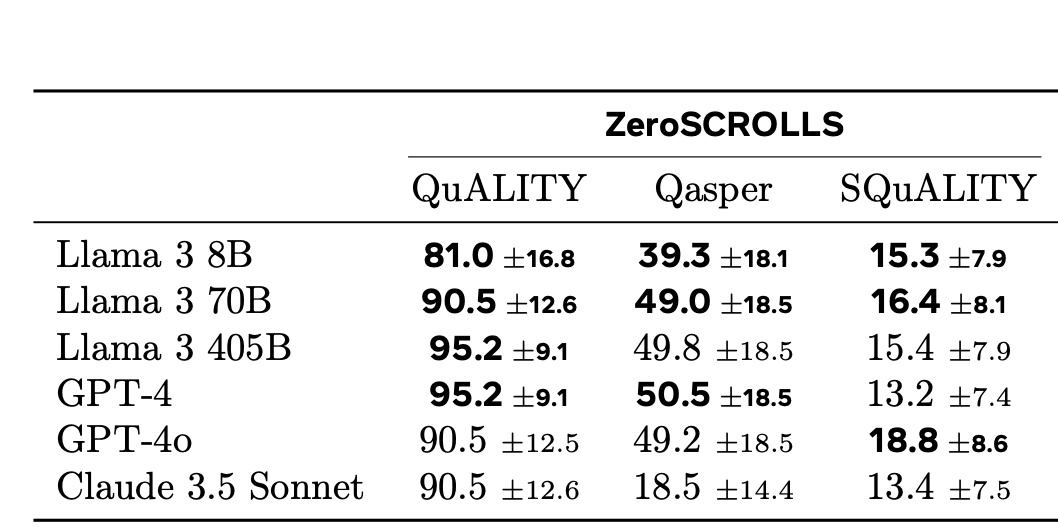 ZeroSCROLLS
QuALITY Qasper SQuALITY
Llama 3 8B 81.0 ±16.8 39.3 ±18.1 15.3 ±7.9
Llama 3 70B 90.5 ±12.6 49.0 ±18.5 16.4 ±8.1
Llama 3 405B 95.2 ±9.1 49.8 ±18.5 15.4 ±7.9
GPT-4 95.2 ±9.1 50.5 ±18.5 13.2 ±7.4
GPT-4o 90.5 ±12.5 49.2 ±18.5 18.8 ±8.6
Claude 3.5 Sonnet 90.5 ±12.6 18.5 ±14.4 13.4 ±7.5